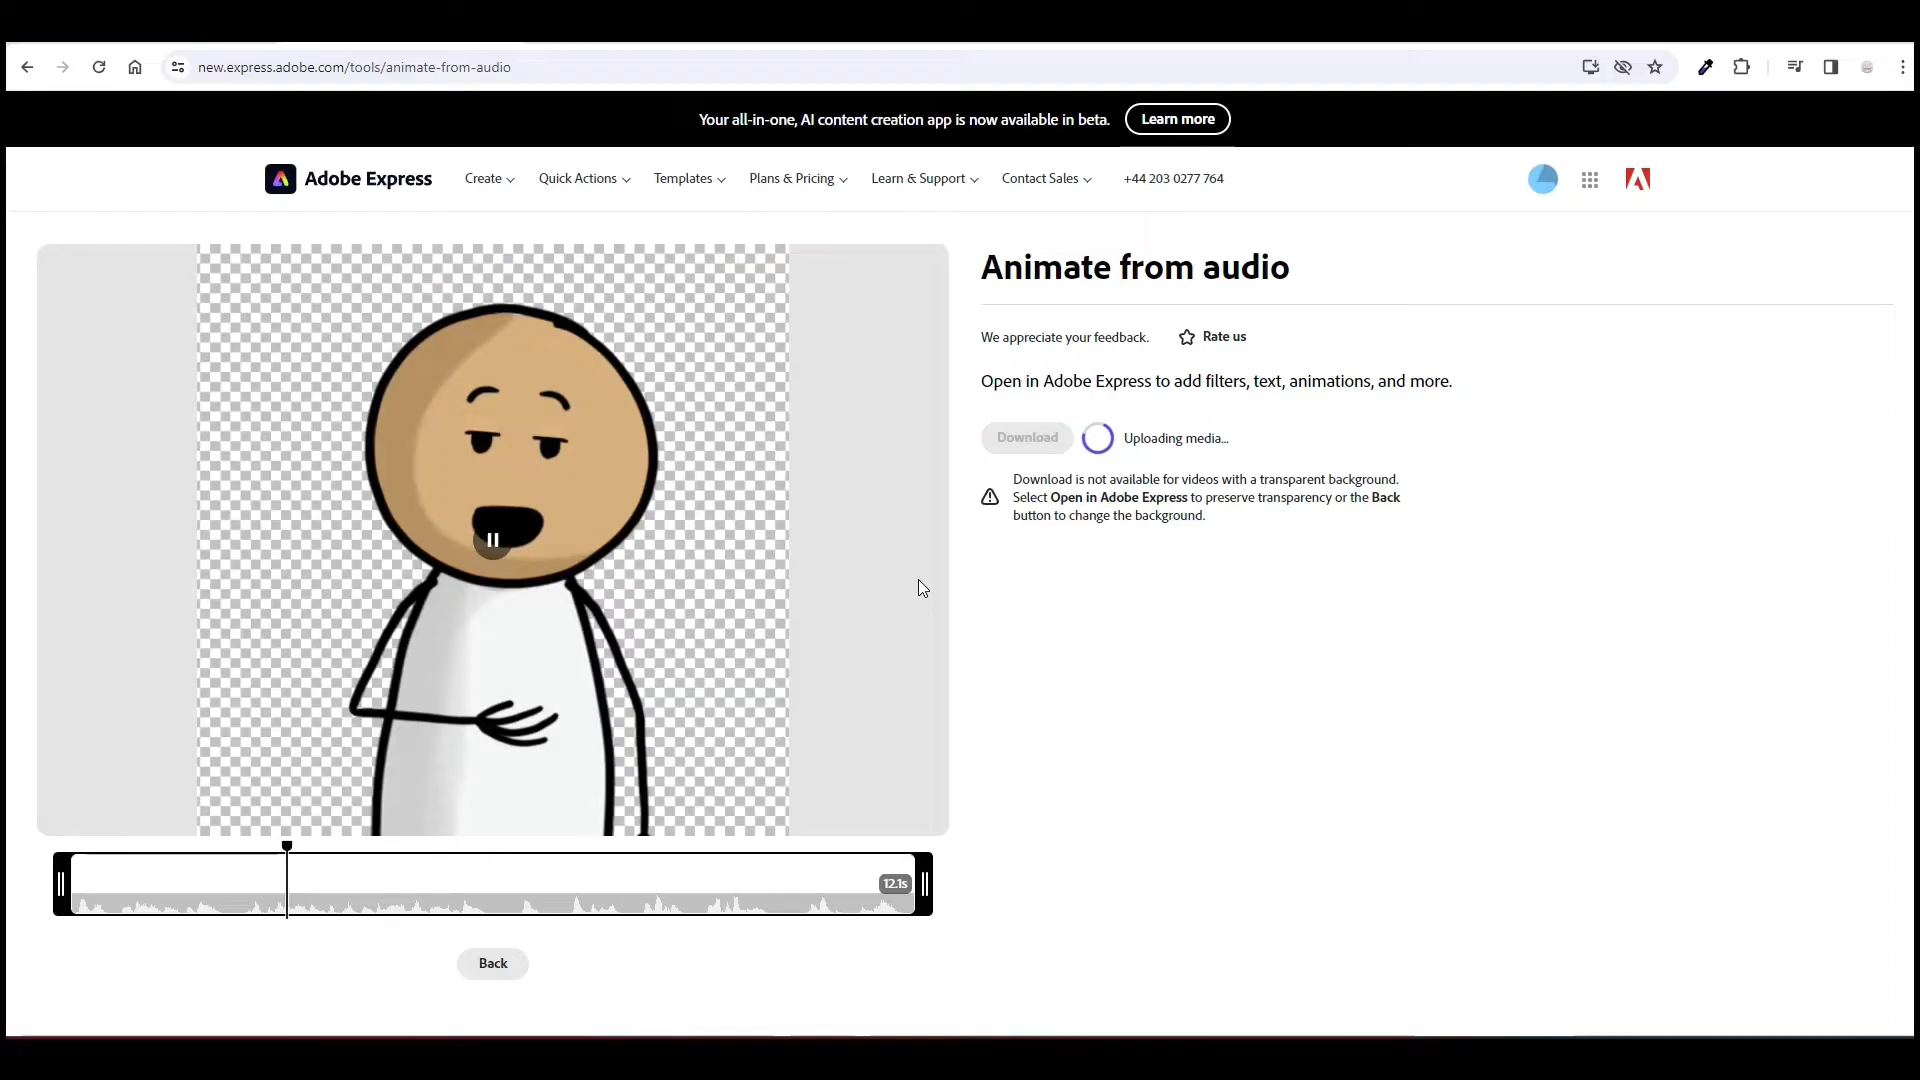 new.express.adobe.com/tools/animate-from-audio
Your all-in-one, AI content creation app is now available in beta. Learn more
Adobe Express Create Quick Actions Templates Plans & Pricing Learn & Support Contact Sales +44 203 0277 764
Animate from audio
We appreciate your feedback. Rate us
Open in Adobe Express to add filters, text, animations, and more.
Download Uploading media...
Download is not available for videos with a transparent background.
Select Open in Adobe Express to preserve transparency or the Back
button to change the background.
12.1s
Back